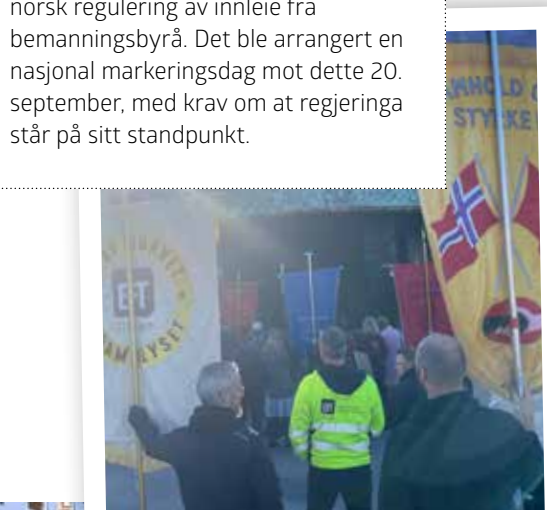 norsk regulering av innleie fra
bemanningsbyrå. Det ble arrangert en
nasjonal markeringsdag mot dette 20.
september, med krav om at regjeringa
står på sitt standpunkt.
STYRKE